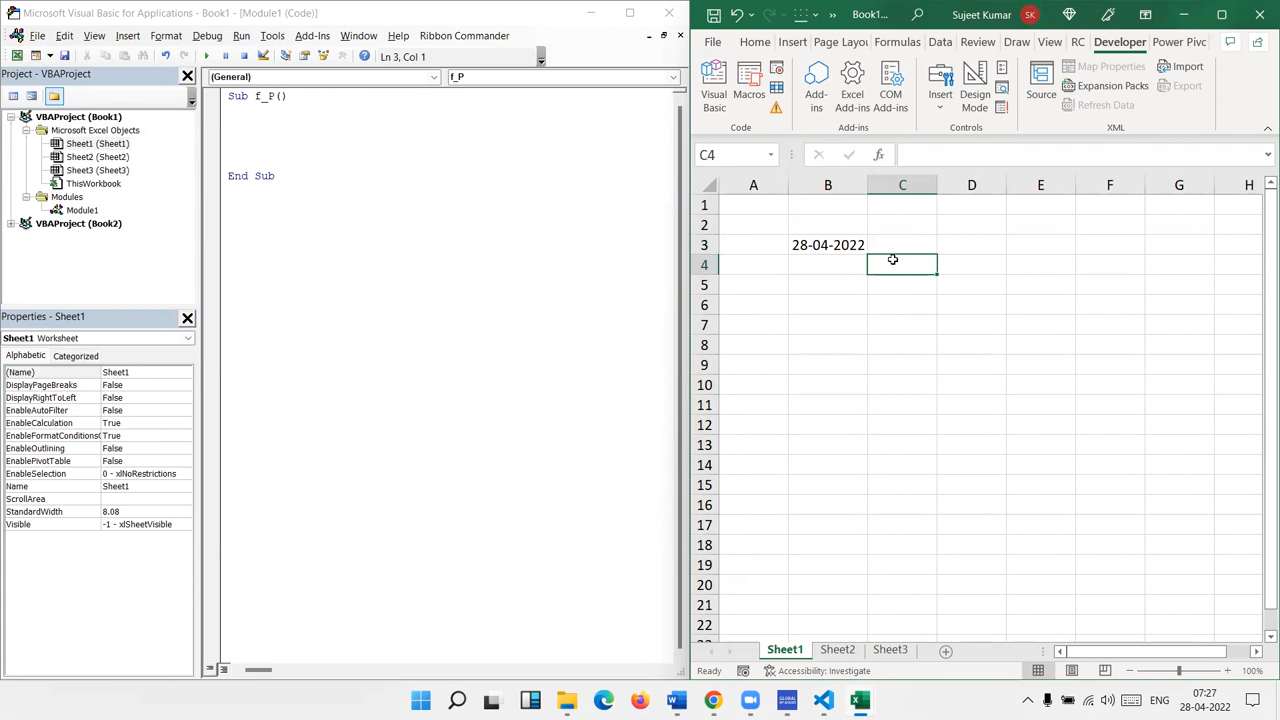 Microsoft Visual Basic for Applications - Book1 - [Module1 (Code)]
File Edit View Insert Format Debug Run Tools Add-Ins Window Help Ribbon Commander
Ln 3, Col 1
Project - VBAProject
VBAProject (Book1)
Microsoft Excel Objects
Sheet1 (Sheet1)
Sheet2 (Sheet2)
Sheet3 (Sheet3)
ThisWorkbook
Modules
Module1
VBAProject (Book2)
Properties - Sheet1
Sheet1 Worksheet
Alphabetic Categorized
(Name) Sheet1
DisplayPageBreaks False
DisplayRightToLeft False
EnableAutoFilter False
EnableCalculation True
EnableFormatConditions True
EnableOutlining False
EnablePivotTable False
EnableSelection 0 - xlNoRestrictions
Name Sheet1
ScrollArea
StandardWidth 8.08
Visible -1 - xlSheetVisible
(General) f_P
Sub f_P()
End Sub
Book1... Sujeet Kumar SK
File Home Insert Page Layou Formulas Data Review Draw View RC Developer Power Pivc
Visual Basic
Macros
Code
Add-ins
Excel Add-ins
COM Add-ins
Add-ins
Insert
Design Mode
Controls
Source
Map Properties
Expansion Packs
Refresh Data
Import
Export
XML
C4 fx
A B C D E F G H
1
2
3 28-04-2022
4
5
6
7
8
9
10
11
12
13
14
15
16
17
18
19
20
21
22
Sheet1 Sheet2 Sheet3
Ready Accessibility: Investigate 100%
ENG 07:27
28-04-2022